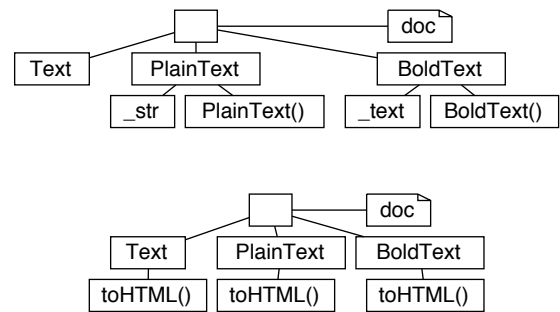 doc
Text PlainText BoldText
_str PlainText() _text BoldText()
doc
Text PlainText BoldText
toHTML() toHTML() toHTML()